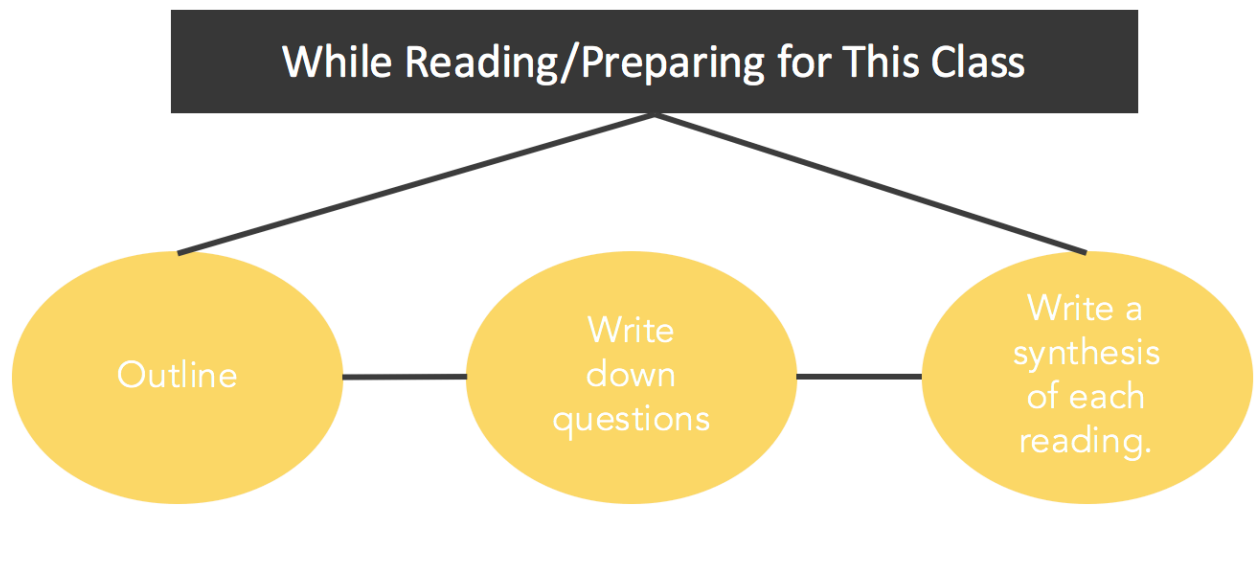 While Reading/Preparing for This Class
Outline
Write
down
questions
Write a
synthesis
of each
reading.